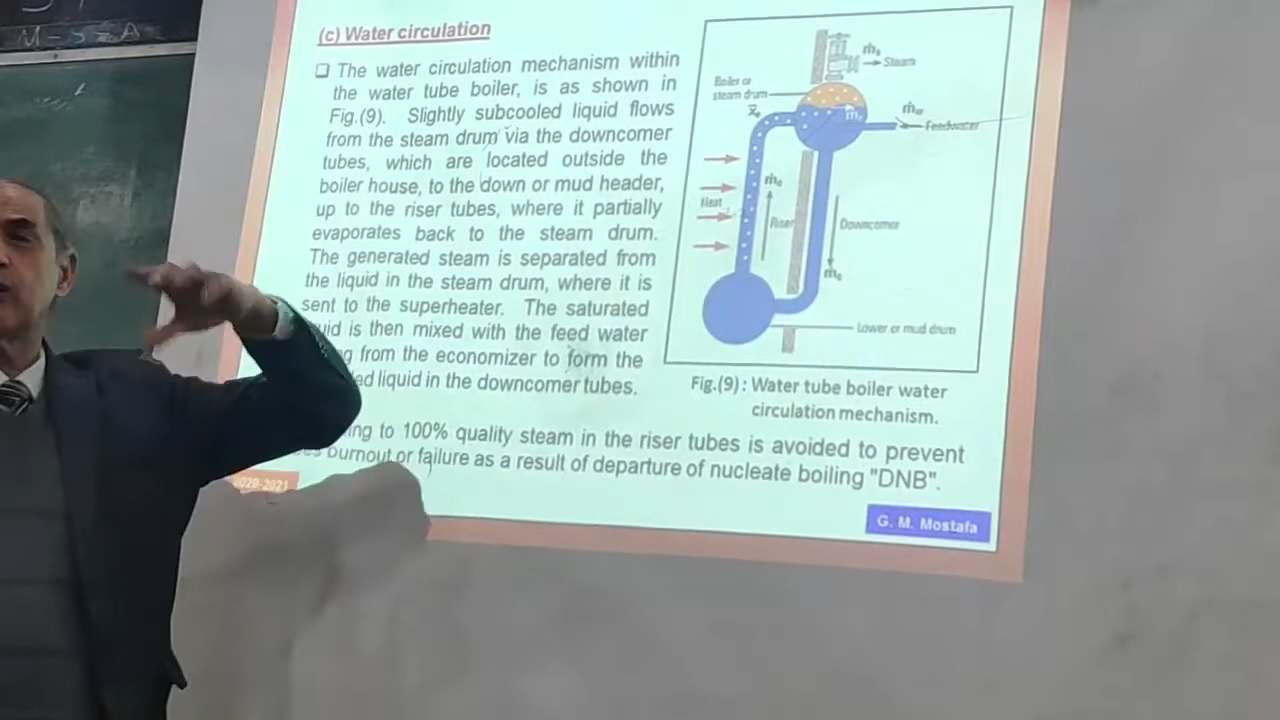 M-S=A
(c) Water circulation
❑ The water circulation mechanism within
the water tube boiler, is as shown in
Fig.(9). Slightly subcooled liquid flows
from the steam drum via the downcomer
tubes, which are located outside the
boiler house, to the down or mud header,
up to the riser tubes, where it partially
evaporates back to the steam drum.
The generated steam is separated from
the liquid in the steam drum, where it is
sent to the superheater. The saturated
uid is then mixed with the feed water
g from the economizer to form the
ed liquid in the downcomer tubes.
ṁs
Steam
Boiler or
steam drum
ṁw
Feedwater
Heat
Riser
Downcomer
Lower or mud drum
Fig.(9) : Water tube boiler water
circulation mechanism.
ing to 100% quality steam in the riser tubes is avoided to prevent
burnout or failure as a result of departure of nucleate boiling "DNB".
2020-2021
G. M. Mostafa